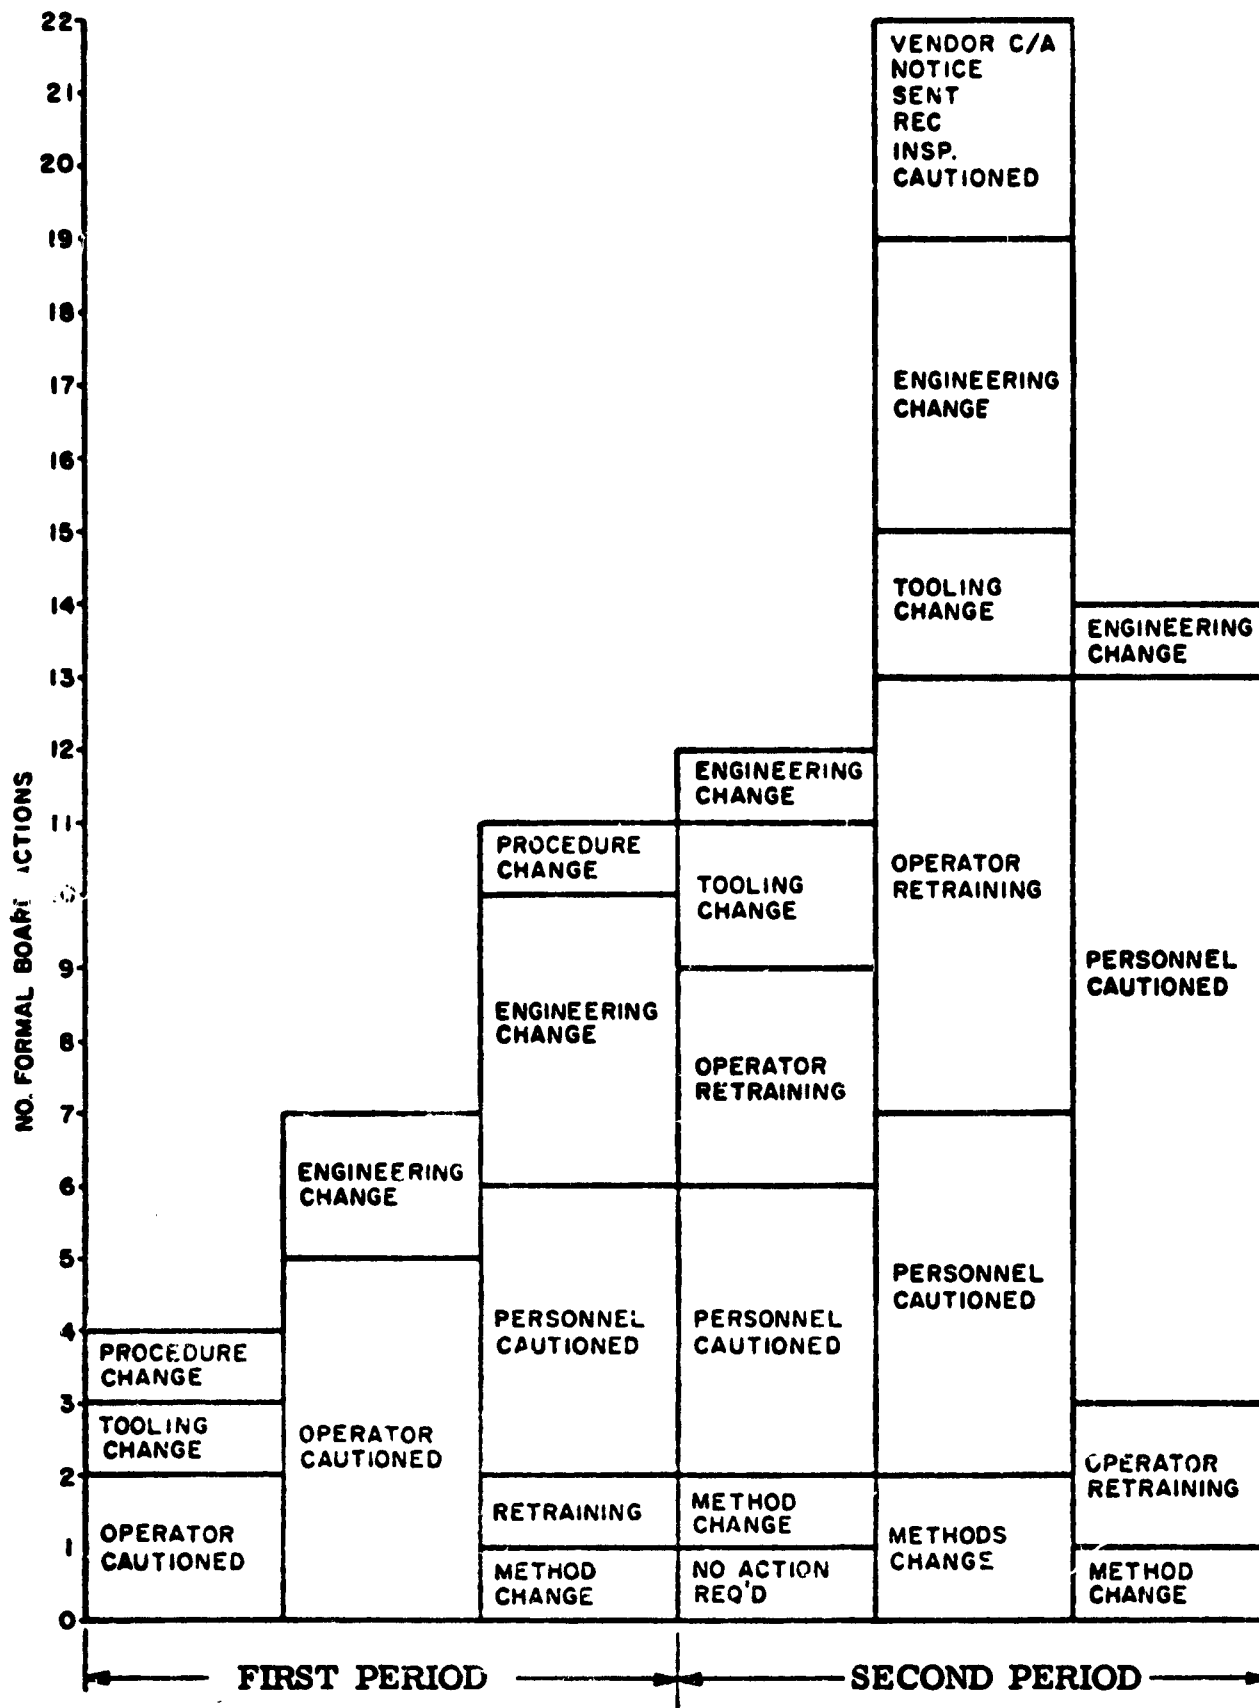 22
21
20
19
18
17
16
15
14
13
12
11
9
8
7
6
5
4
3
2
1
0
NO. FORMAL
PROCEDURE
CHANGE
TOOLING
CHANGE
OPERATOR
CAUTIONED
ENGINEERING
CHANGE
OPERATOR
CAUTIONED
PROCEDURE
CHANGE
ENGINEERING
CHANGE
PERSONNEL
CAUTIONED
RETRAINING
METHOD
CHANGE
ENGINEERING
CHANGE
TOOLING
CHANGE
OPERATOR
RETRAINING
PERSONNEL
CAUTIONED
METHOD
CHANGE
NO ACTION
REQ'D
VENDOR C/A
NOTICE
SENT
REC
INSP.
CAUTIONED
ENGINEERING
CHANGE
TOOLING
CHANGE
OPERATOR
RETRAINING
PERSONNEL
CAUTIONED
METHODS
CHANGE
ENGINEERING
CHANGE
PERSONNEL
CAUTIONED
OPERATOR
RETRAINING
METHOD
CHANGE
FIRST PERIOD
SECOND PERIOD